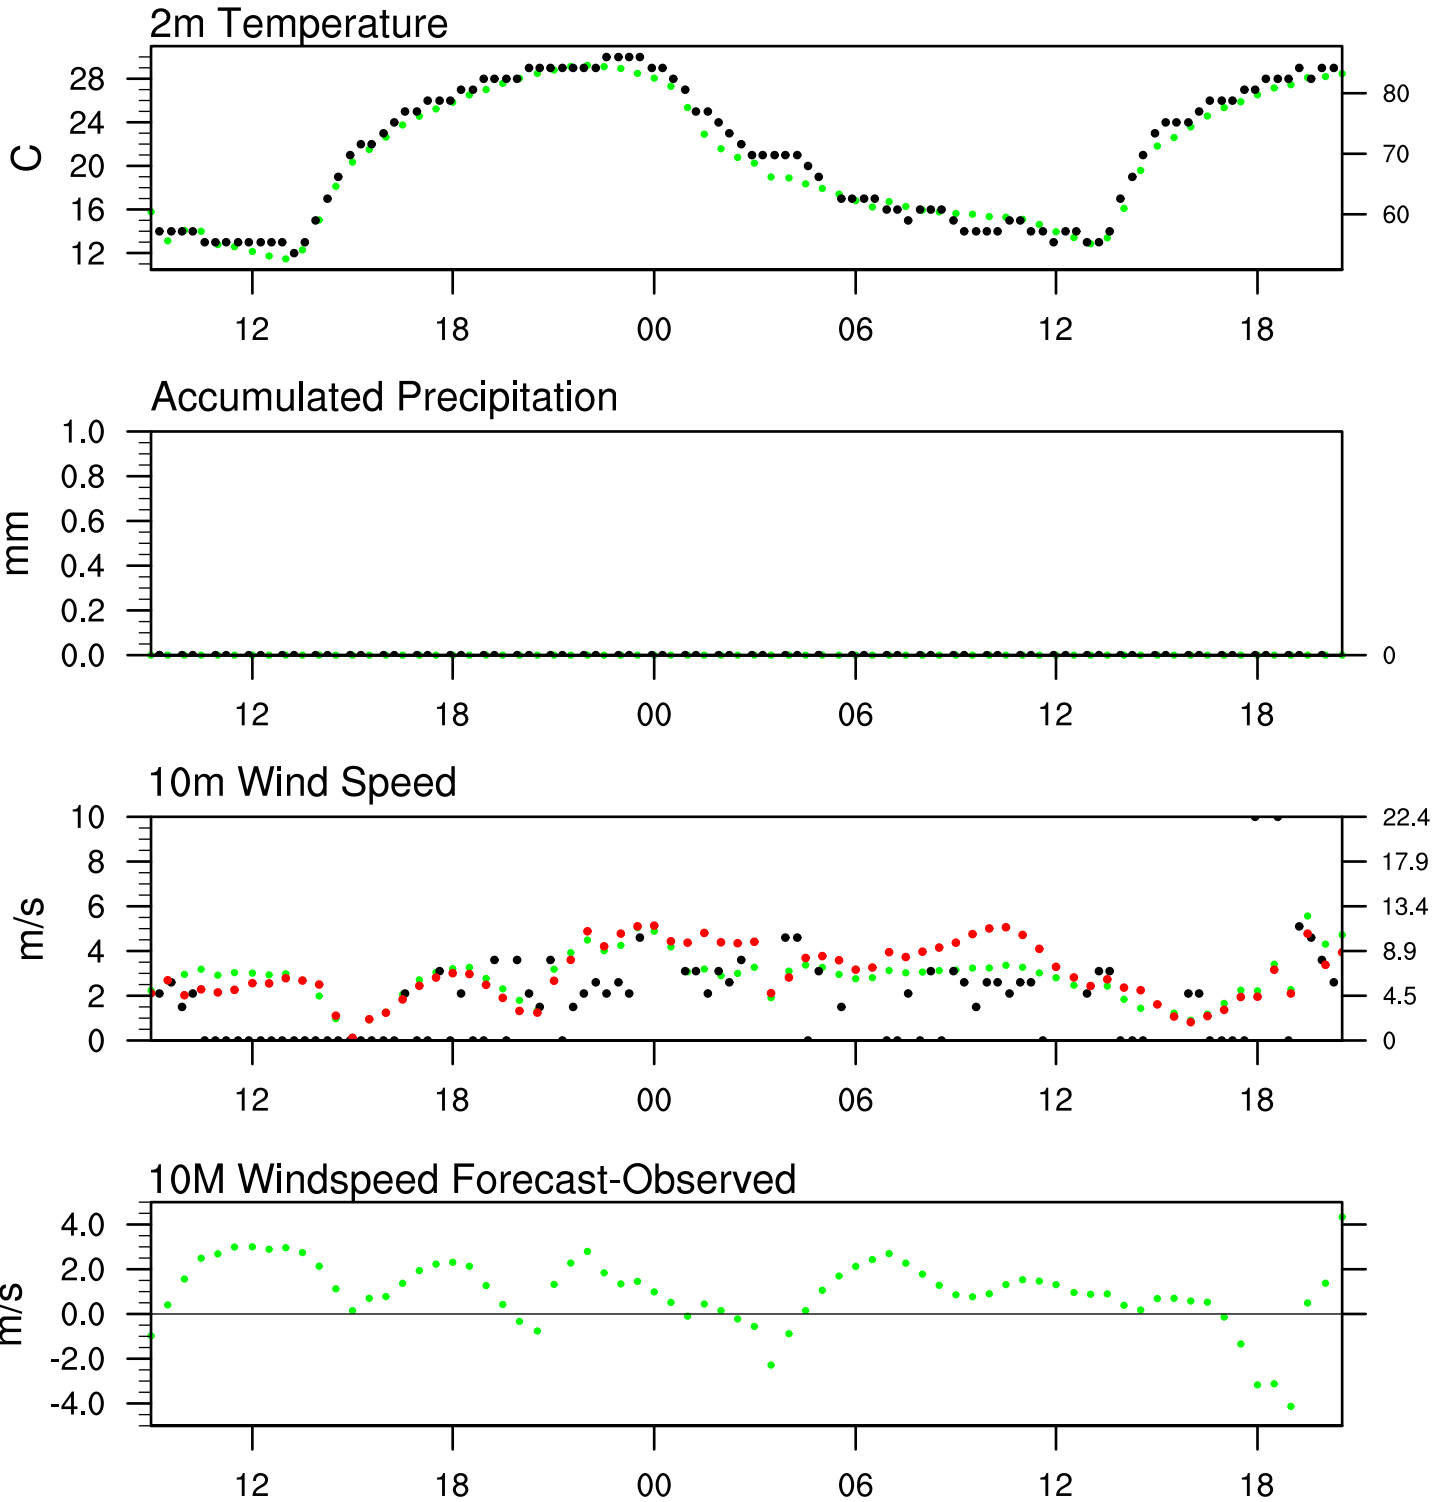 2m Temperature
28
24
20
16
12
C
80
70
60
12 18 00 06 12 18
Accumulated Precipitation
1.0
0.8
0.6
0.4
0.2
0.0
mm
0
12 18 00 06 12 18
10m Wind Speed
10
8
6
4
2
0
m/s
22.4
17.9
13.4
8.9
4.5
0
12 18 00 06 12 18
10M Windspeed Forecast-Observed
4.0
2.0
0.0
-2.0
-4.0
m/s
12 18 00 06 12 18